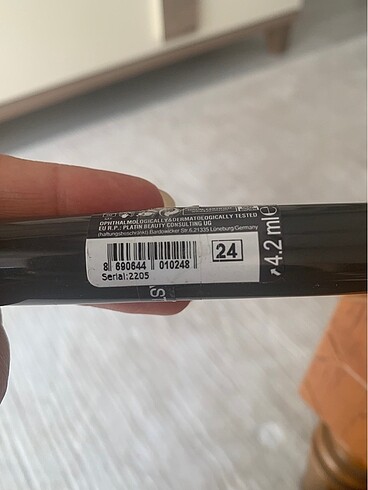 OPHTHALMOLOGICALLY&DERMATOLOGICALLY TESTED
EU R.P.: PLATIN BEAUTY CONSULTING UG
(haftungsbeschränkt) Bardowicker Str.6,21335 Lüneburg/Germany
24
8 690644 010248
Serial:2205
4.2 ml e